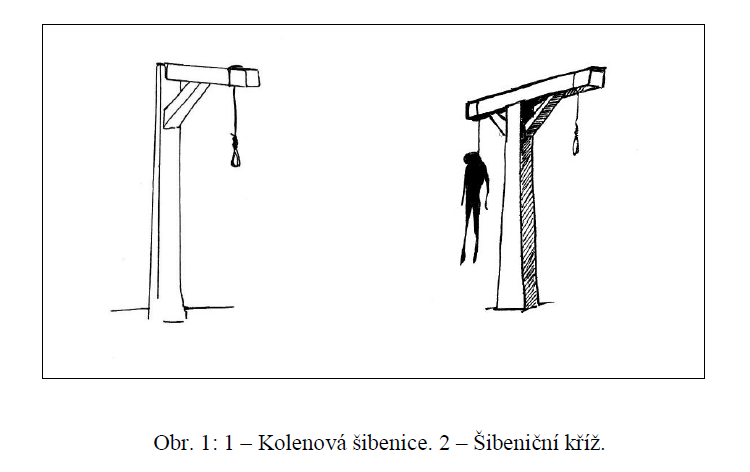 Obr. 1: 1 – Kolenová šibenice. 2 – Šibeniční kříž.